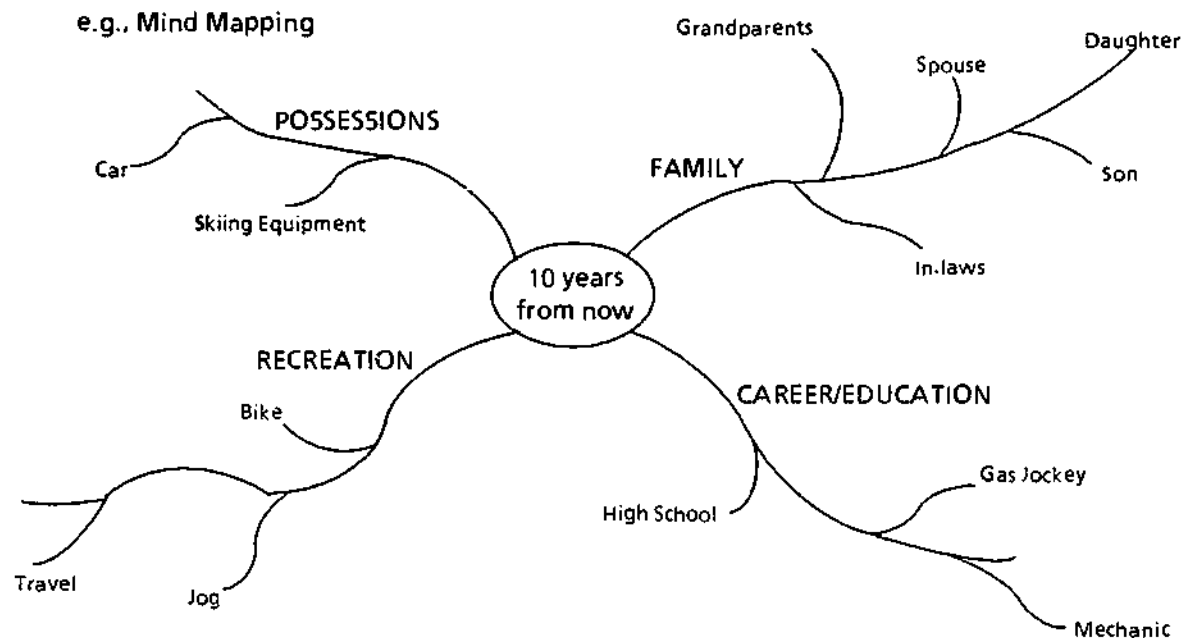 e.g., Mind Mapping
POSSESSIONS
Car
Skiing Equipment
Grandparents
Spouse
Daughter
FAMILY
Son
In-laws
10 years
from now
RECREATION
Bike
Travel
Jog
CAREER/EDUCATION
High School
Gas Jockey
Mechanic